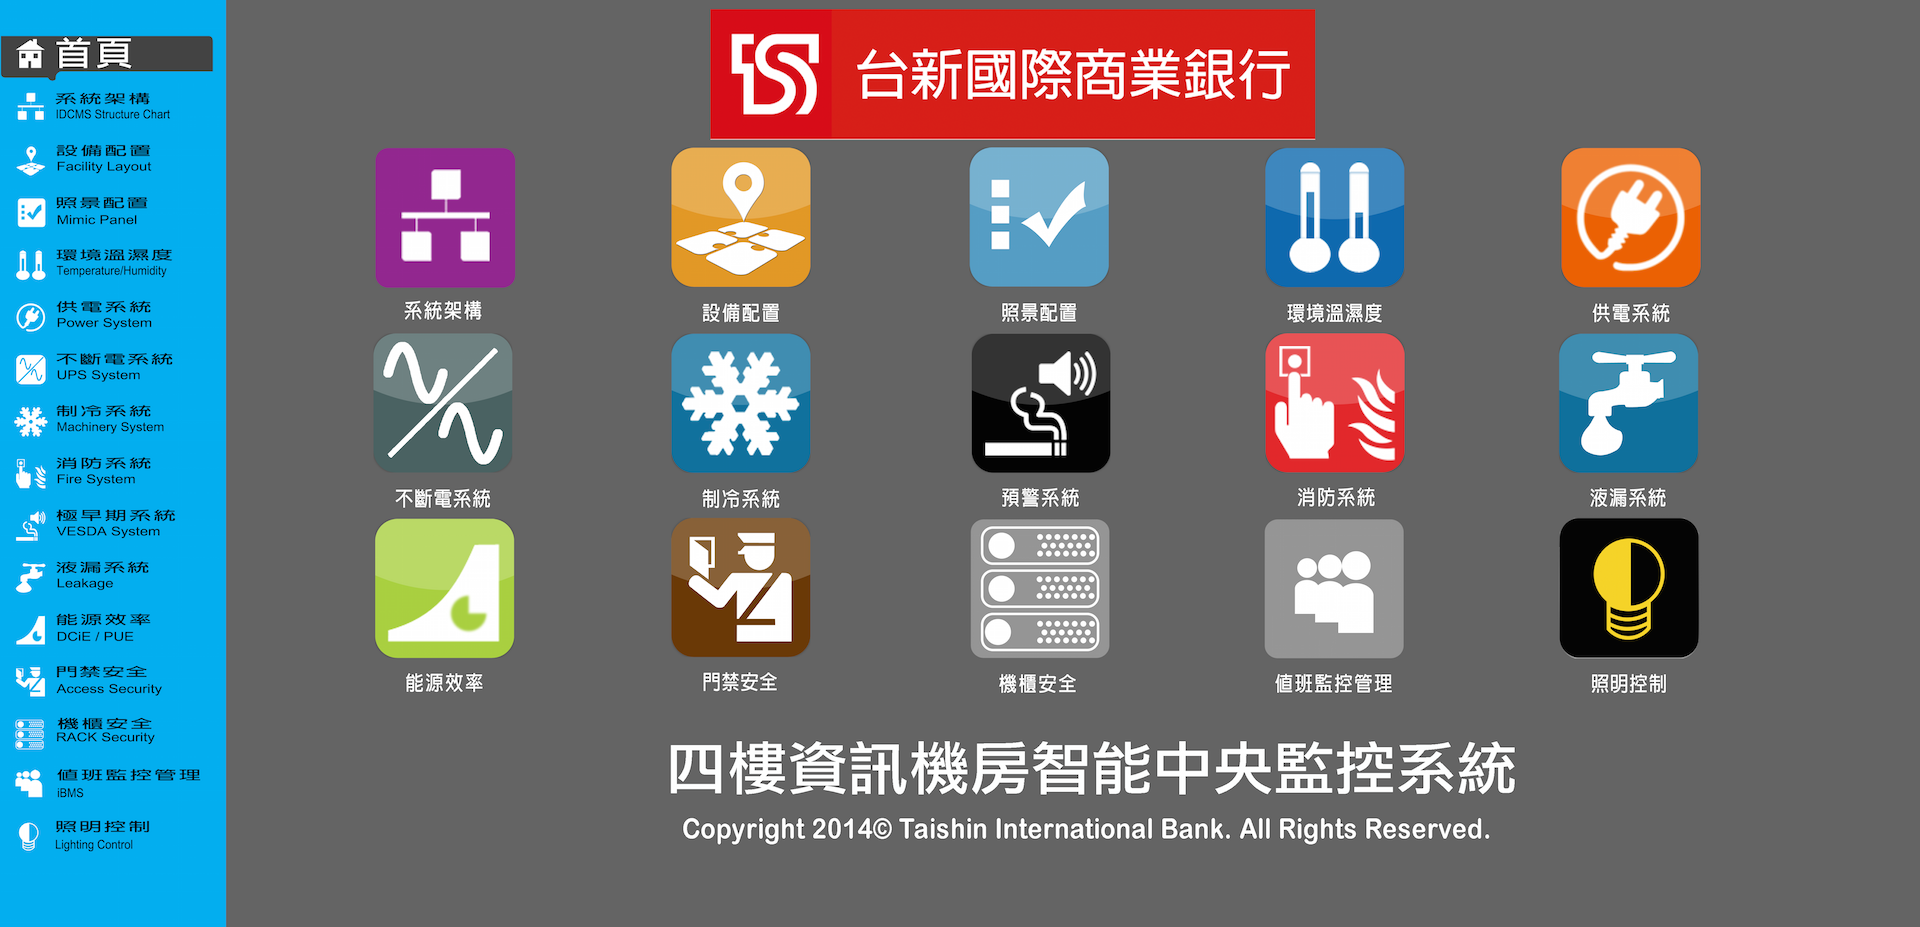 首頁
系統架構
IDCMS Structure Chart
設備配置
Facility Layout
照景配置
Mimic Panel
環境溫濕度
Temperature/Humidity
供電系統
Power System
不斷電系統
UPS System
制冷系統
Machinery System
消防系統
Fire System
極早期系統
VESDA System
液漏系統
Leakage
能源效率
DCiE / PUE
門禁安全
Access Security
機櫃安全
RACK Security
值班監控管理
iBMS
照明控制
Lighting Control
台新國際商業銀行
系統架構
設備配置
照景配置
環境溫濕度
供電系統
不斷電系統
制冷系統
預警系統
消防系統
液漏系統
能源效率
門禁安全
機櫃安全
值班監控管理
照明控制
四樓資訊機房智能中央監控系統
Copyright 2014© Taishin International Bank. All Rights Reserved.